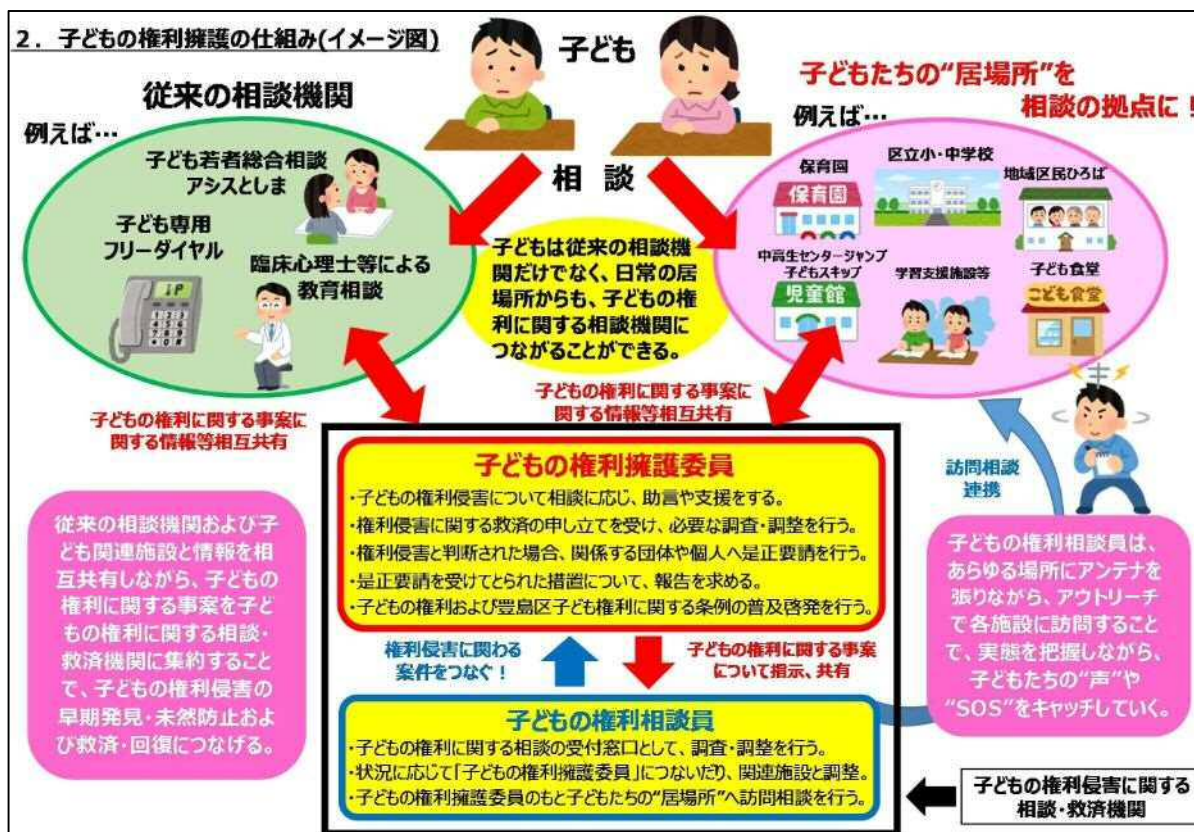 2．子どもの権利擁護の仕組み(イメージ図)
子ども
従来の相談機関
例えば…
子ども若者総合相談
アシスとしま
子ども専用
フリーダイヤル
臨床心理士等による
教育相談
相 談
子どもたちの“居場所”を
相談の拠点に！
例えば…
保育園
保育園
区立小・中学校
地域区民ひろば
中高生センタージャンプ
子どもスキップ
児童館
学習支援施設等
子ども食堂
こども食堂
子どもは従来の相談機
関だけでなく、日常の居
場所からも、子どもの権
利に関する相談機関に
つながることができる。
子どもの権利に関する事案に
関する情報等相互共有
子どもの権利に関する事案に
関する情報等相互共有
子どもの権利擁護委員
・子どもの権利侵害について相談に応じ、助言や支援をする。
・権利侵害に関する救済の申し立てを受け、必要な調査・調整を行う。
・権利侵害と判断された場合、関係する団体や個人へ是正要請を行う。
・是正要請を受けてとられた措置について、報告を求める。
・子どもの権利および豊島区子ども権利に関する条例の普及啓発を行う。
権利侵害に関わる
案件をつなぐ！
子どもの権利に関する事案
について指示、共有
子どもの権利相談員
・子どもの権利に関する相談の受付窓口として、調査・調整を行う。
・状況に応じて「子どもの権利擁護委員」につないだり、関連施設と調整。
・子どもの権利擁護委員のもと子どもたちの“居場所”へ訪問相談を行う。
従来の相談機関および子
ども関連施設と情報を相
互共有しながら、子どもの
権利に関する事案を子ど
もの権利に関する相談・
救済機関に集約すること
で、子どもの権利侵害の
早期発見・未然防止およ
び救済・回復につなげる。
訪問相談
連携
子どもの権利相談員は、
あらゆる場所にアンテナを
張りながら、アウトリーチ
で各施設に訪問すること
で、実態を把握しながら、
子どもたちの“声”や
“SOS”をキャッチしていく。
子どもの権利侵害に関する
相談・救済機関